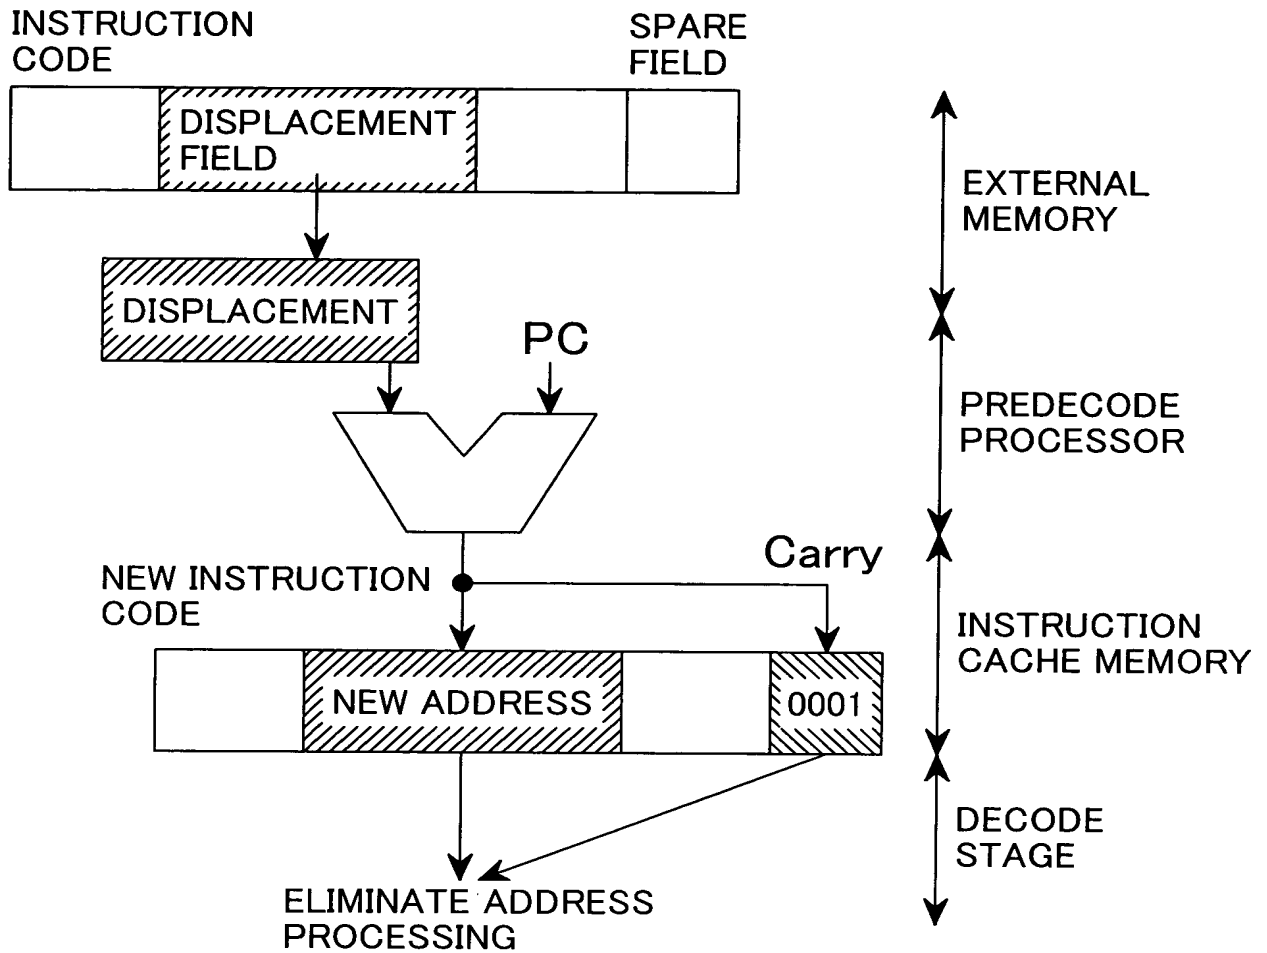 INSTRUCTION
CODE
SPARE
FIELD
DISPLACEMENT
FIELD
EXTERNAL
MEMORY
DISPLACEMENT
PC
PREDECODE
PROCESSOR
Carry
NEW INSTRUCTION
CODE
INSTRUCTION
CACHE MEMORY
NEW ADDRESS
0001
DECODE
STAGE
ELIMINATE ADDRESS
PROCESSING